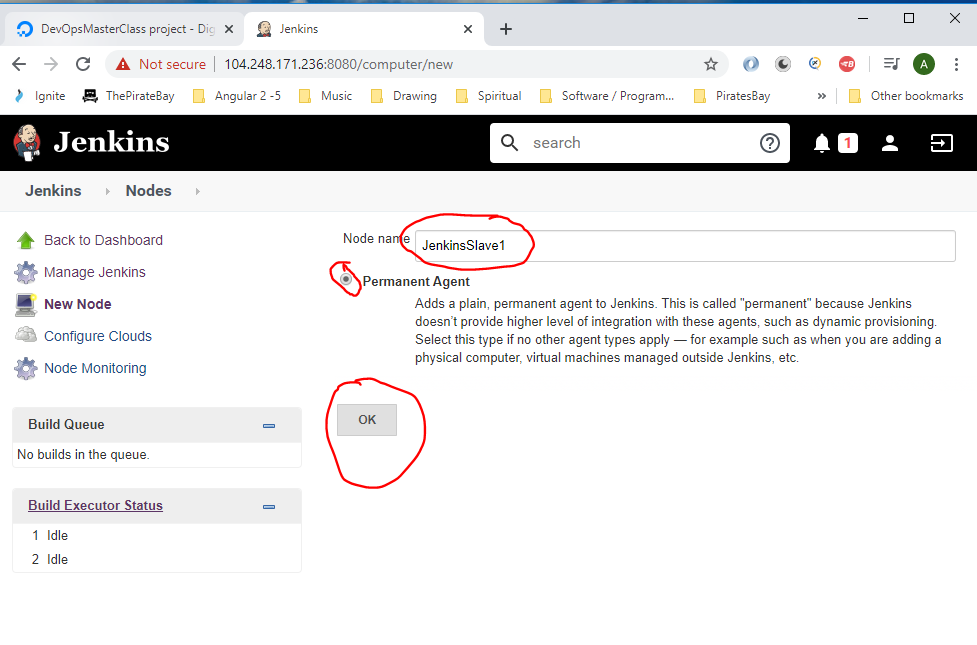 DevOpsMasterClass project - Dig
Jenkins
Not secure
104.248.171.236:8080/computer/new
A
Ignite
ThePirateBay
Angular 2 -5
Music
Drawing
Spiritual
Software / Program...
PiratesBay
»
Other bookmarks
Jenkins
search
1
Jenkins
Nodes
Back to Dashboard
Manage Jenkins
New Node
Configure Clouds
Node Monitoring
Node name
JenkinsSlave1
Permanent Agent
Adds a plain, permanent agent to Jenkins. This is called "permanent" because Jenkins
doesn't provide higher level of integration with these agents, such as dynamic provisioning.
Select this type if no other agent types apply — for example such as when you are adding a
physical computer, virtual machines managed outside Jenkins, etc.
OK
Build Queue
No builds in the queue.
Build Executor Status
1 Idle
2 Idle